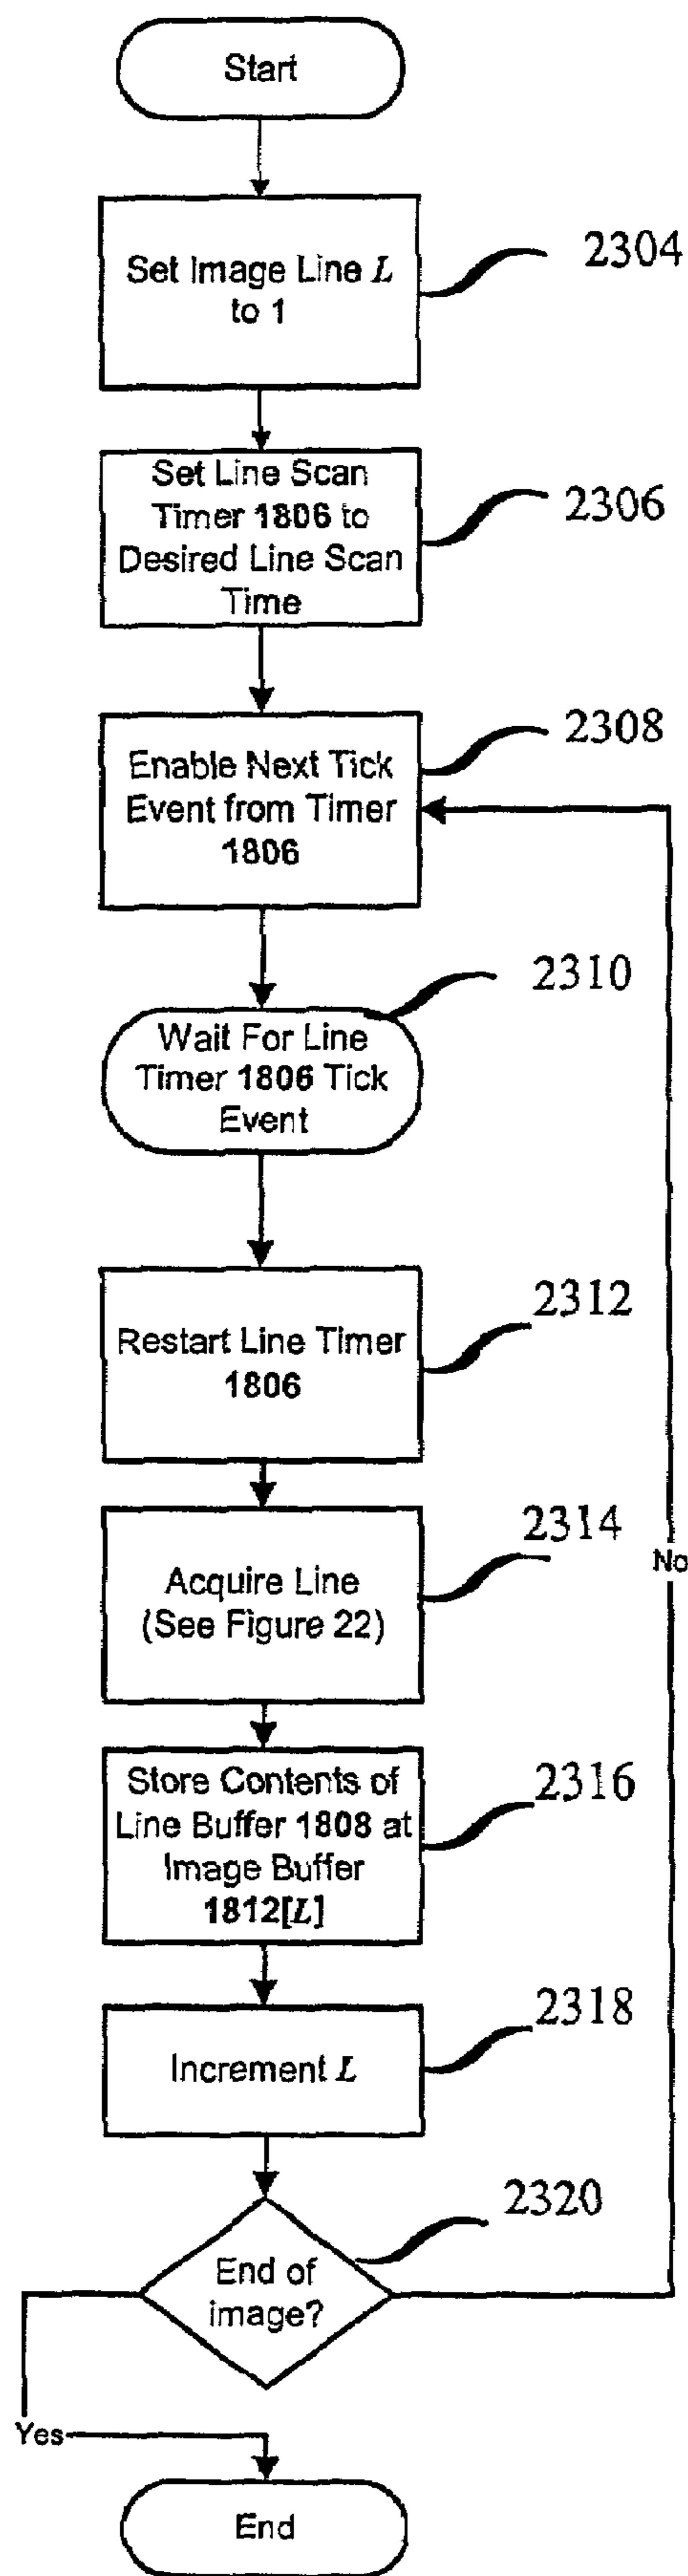 Start
Set Image Line L
to 1
2304
Set Line Scan
Timer 1806 to
Desired Line Scan
Time
2306
Enable Next Tick
Event from Timer
1806
2308
Wait For Line
Timer 1806 Tick
Event
2310
Restart Line Timer
1806
2312
Acquire Line
(See Figure 22)
2314
No
Store Contents of
Line Buffer 1808 at
Image Buffer
1812[L]
2316
Increment L
2318
End of
image?
2320
Yes
End